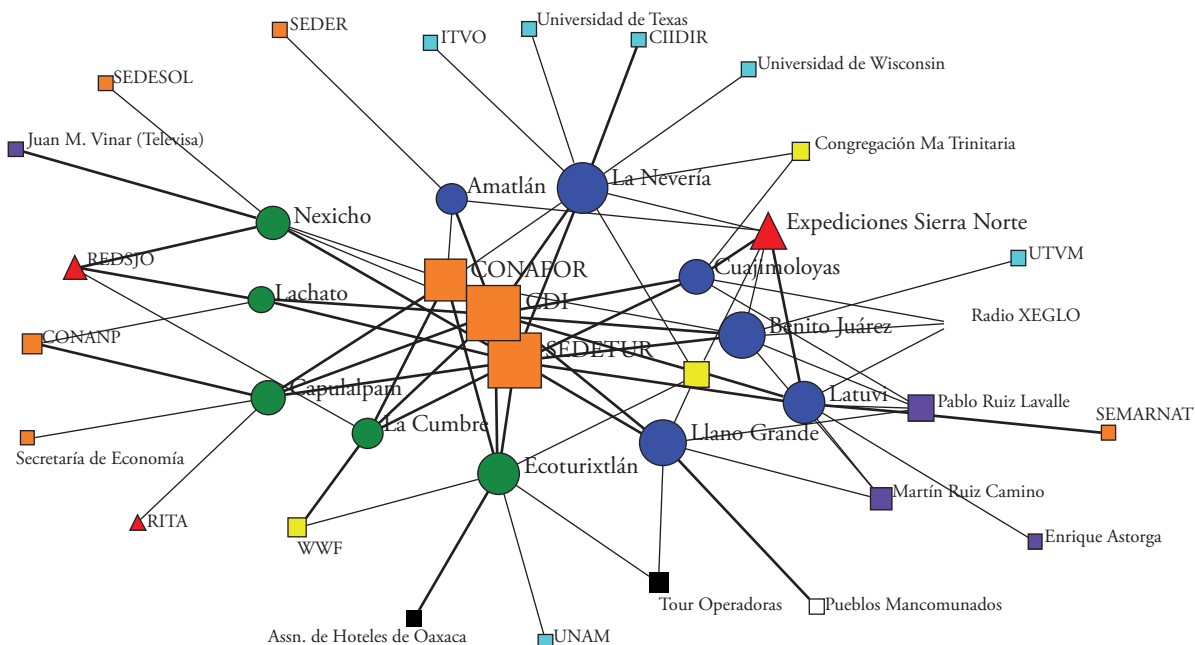 Universidad de Texas
SEDER
ITVO
CIIDIR
Universidad de Wisconsin
SEDESOL
Juan M. Vinar (Televisa)
Congregación Ma Trinitaria
Amatlán
La Nevería
Nexicho
Expediciones Sierra Norte
REDSJO
CONAFOR
Cuajimoloyas
UTVM
Lachato
CDI
Radio XEGLO
Benito Juárez
CONANP
SEDETUR
Capulalpam
Latuvi
Pablo Ruiz Lavalle
SEMARNAT
La Cumbre
Llano Grande
Secretaría de Economía
Ecoturixtlán
Martín Ruiz Camino
RITA
WWF
Enrique Astorga
Tour Operadoras
Pueblos Mancomunados
Assn. de Hoteles de Oaxaca
UNAM